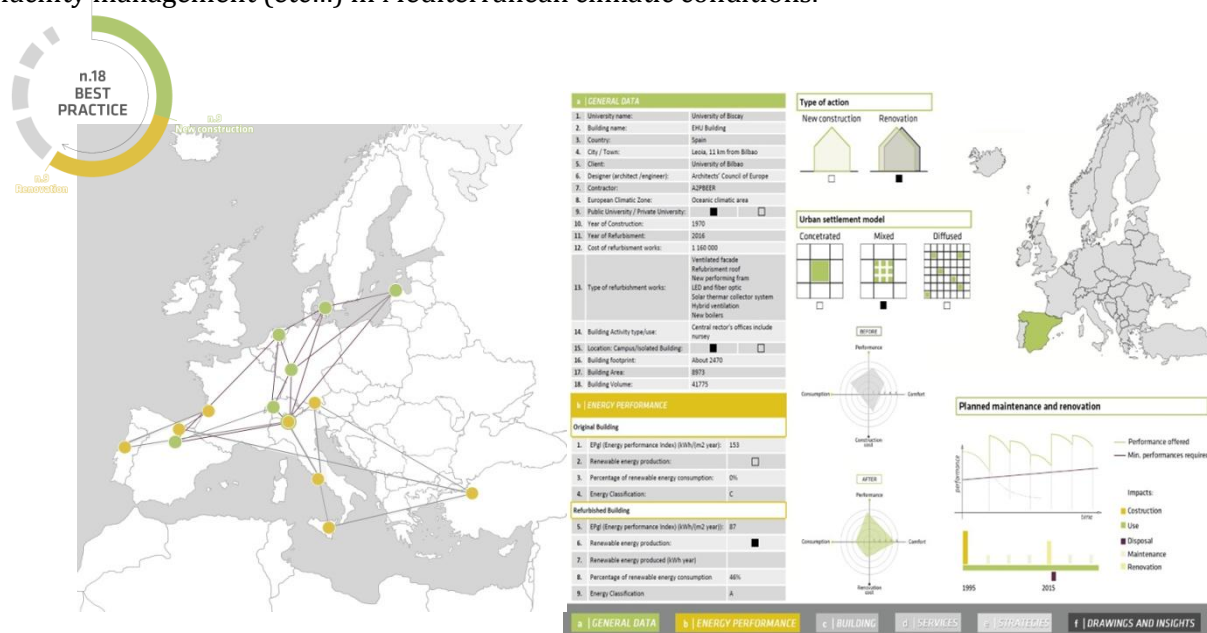 facility management (etc...) in Mediterranean climatic conditions.
n.18
BEST
PRACTICE
n.9
New construction
n.9
Renovation
a | GENERAL DATA
1. University name: University of Biscay
2. Building name: EHU Building
3. Country: Spain
4. City / Town: Leoia, 11 km from Bilbao
5. Client: University of Bilbao
6. Designer (architect /engineer): Architects' Council of Europe
7. Contractor: A2PBEER
8. European Climatic Zone: Oceanic climatic area
9. Public University / Private University:
10. Year of Construction: 1970
11. Year of Refurbishment: 2016
12. Cost of refurbishment works: 1 160 000
13. Type of refurbishment works:
Ventilated facade
Refubrisment roof
New performing fram
LED and fiber optic
Solar thermar collector system
Hybrid ventilation
New boilers
14. Building Activity type/use:
Central rector's offices include
nursey
15. Location: Campus/Isolated Building:
16. Building footprint: About 2470
17. Building Area: 8973
18. Building Volume: 41775
b | ENERGY PERFORMANCE
Original Building
1. EPgl (Energy performance Index) (kWh/(m2 year): 153
2. Renewable energy production:
3. Percentage of renewable energy consumption: 0%
4. Energy Classification: C
Refurbished Building
5. EPgl (Energy performance Index) (kWh/(m2 year)): 87
6. Renewable energy production:
7. Renewable energy produced (kWh year)
8. Percentage of renewable energy consumption 46%
9. Energy Classification A
Type of action
New construction Renovation
Urban settlement model
Concetrated Mixed Diffused
BEFORE
Performance
Consumption Comfort
Construction
cost
AFTER
Performance
Consumption Comfort
Renovation
cost
Planned maintenance and renovation
performance
time
Performance offered
Min. performances require
Impacts:
Costruction
Use
Disposal
Maintenance
Renovation
1995 2015
a | GENERAL DATA b | ENERGY PERFORMANCE c | BUILDING d | SERVICES e | STRATEGIES f | DRAWINGS AND INSIGHTS